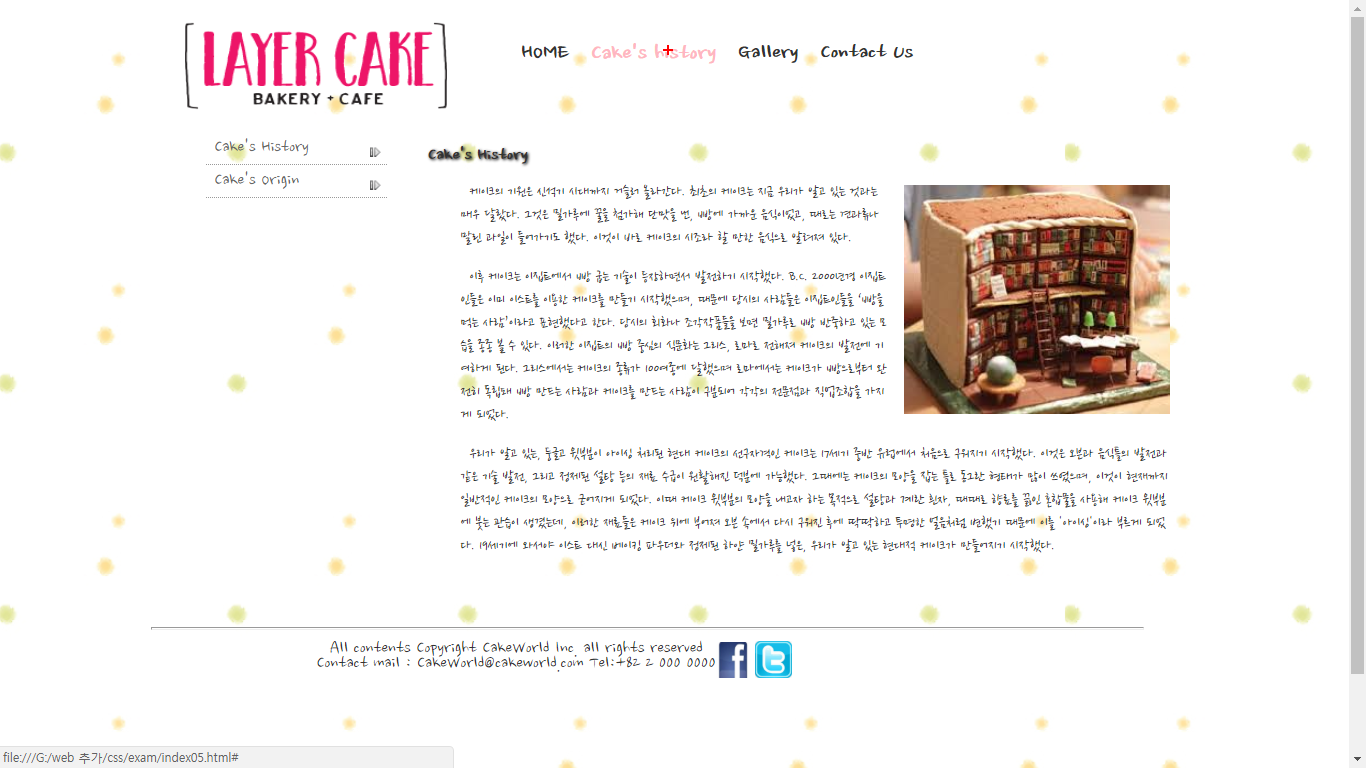 LAYER CAKE
BAKERY + CAFE
HOME Cake's history Gallery Contact Us
Cake's History
Cake's Origin
Cake's History
케이크의 기원은 신석기 시대까지 거슬러 올라간다. 최초의 케이크는 지금 우리가 알고 있는 것과는
매우 달랐다. 그것은 밀가루에 꿀을 첨가해 단맛을 낸, 빵에 가까운 음식이었고, 때로는 견과류나
말린 과일이 들어가기도 했다. 이것이 바로 케이크의 시조라 할 만한 음식으로 알려져 있다.
이후 케이크는 이집트에서 빵 굽는 기술이 등장하면서 발전하기 시작했다. B.C. 2000년경 이집트
인들은 이미 이스트를 이용한 케이크를 만들기 시작했으며, 때문에 당시의 사람들은 이집트인들을 ‘빵을
먹는 사람’이라고 표현했다고 한다. 당시의 회화나 조각작품들을 보면 밀가루로 빵 반죽하고 있는 모
습을 종종 볼 수 있다. 이러한 이집트의 빵 중심의 식문화는 그리스, 로마로 전해져 케이크의 발전에 기
여하게 된다. 그리스에서는 케이크의 종류가 100여종에 달했으며 로마에서는 케이크가 빵으로부터 완
전히 독립돼 빵 만드는 사람과 케이크를 만드는 사람이 구분되어 각각의 전문점과 직업조합을 가지
게 되었다.
우리가 알고 있는, 둥글고 윗부분이 아이싱 처리된 현대 케이크의 선구자격인 케이크는 17세기 중반 유럽에서 처음으로 구워지기 시작했다. 이것은 오븐과 음식틀의 발전과
같은 기술 발전, 그리고 정제된 설탕 등의 재료 수급이 원활해진 덕분에 가능했다. 그때에는 케이크의 모양을 잡는 틀로 동그란 형태가 많이 쓰였으며, 이것이 현재까지
일반적인 케이크의 모양으로 굳어지게 되었다. 이때 케이크 윗부분의 모양을 내고자 하는 목적으로 설탕과 계란 흰자, 때때로 향료를 끓인 혼합물을 사용해 케이크 윗부분
에 붓는 관습이 생겼는데, 이러한 재료들은 케이크 위에 부어져 오븐 속에서 다시 구워진 후에 딱딱하고 투명한 얼음처럼 변했기 때문에 이를 '아이싱'이라 부르게 되었
다. 19세기에 와서야 이스트 대신 베이킹 파우더와 정제된 하얀 밀가루를 넣은, 우리가 알고 있는 현대적 케이크가 만들어지기 시작했다.
All contents Copyright CakeWorld Inc. all rights reserved
Contact mail : CakeWorld@cakeworld.com Tel:+82 2 000 0000
file:///G:/web 추가/css/exam/index05.html#